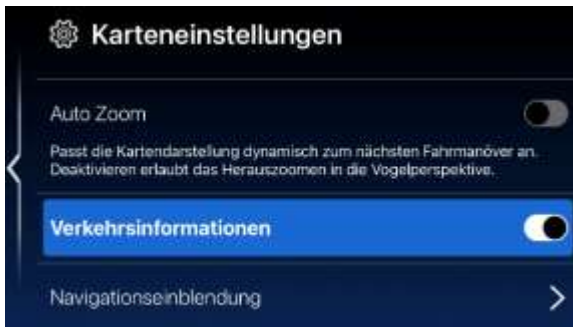 Karteneinstellungen
Auto Zoom
Passt die Kartendarstellung dynamisch zum nächsten Fahrmanöver an.
Deaktivieren erlaubt das Herauszoomen in die Vogelperspektive.
Verkehrsinformationen
Navigationseinblendung